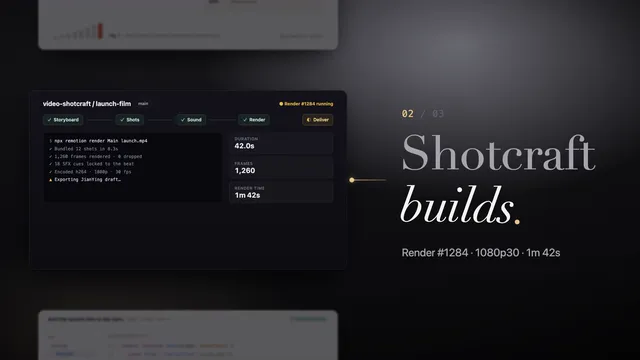 video-shotcraft / launch-film main
Render #1284 running
✓ Storyboard
✓ Shots
✓ Sound
✓ Render
Deliver
npx remotion render Main launch.mp4
✓ Bundled 12 shots in 8.3s
✓ 1,260 frames rendered · 0 dropped
✓ 16 SFX cues locked to the beat
✓ Encoded h264 · 1080p · 30 fps
▲ Exporting JianYing draft…
DURATION
42.0s
FRAMES
1,260
RENDER TIME
1m 42s
02 / 03
Shotcraft
builds.
Render #1284 · 1080p30 · 1m 42s